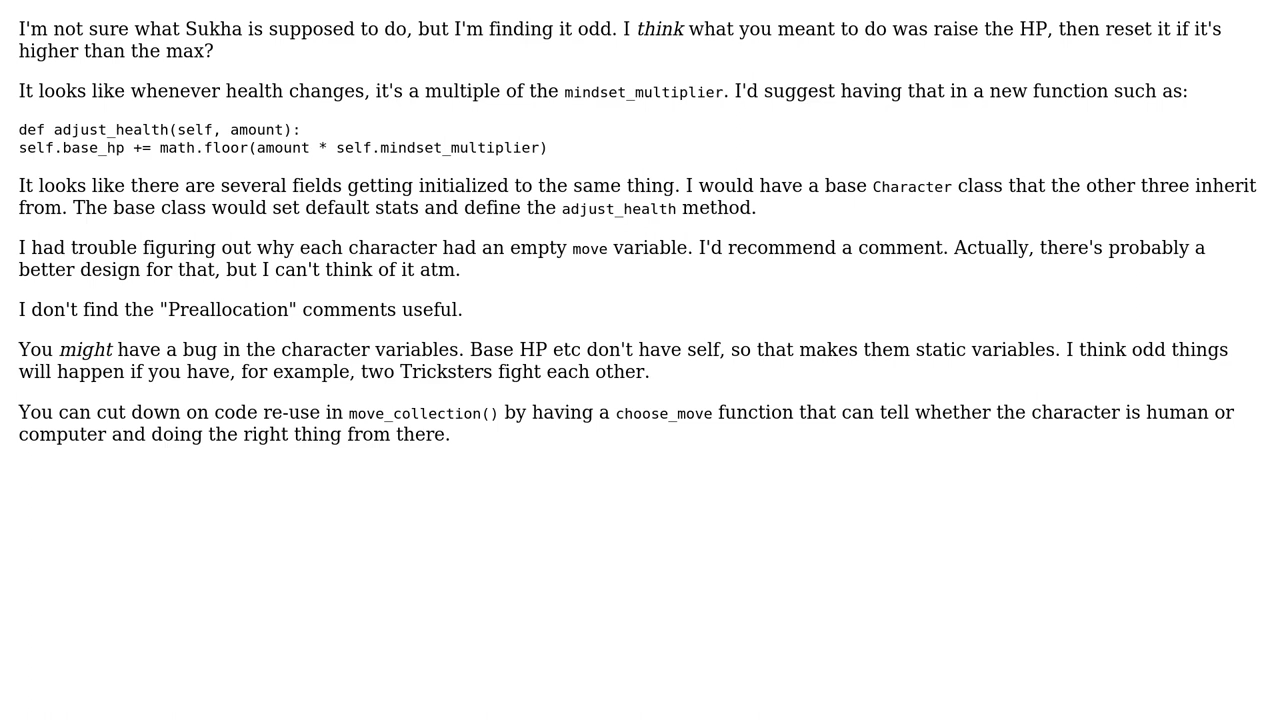 I'm not sure what Sukha is supposed to do, but I'm finding it odd. I think what you meant to do was raise the HP, then reset it if it's
higher than the max?
It looks like whenever health changes, it's a multiple of the mindset_multiplier. I'd suggest having that in a new function such as:
def adjust_health(self, amount):
self.base_hp += math.floor(amount * self.mindset_multiplier)
It looks like there are several fields getting initialized to the same thing. I would have a base Character class that the other three inherit
from. The base class would set default stats and define the adjust_health method.
I had trouble figuring out why each character had an empty move variable. I'd recommend a comment. Actually, there's probably a
better design for that, but I can't think of it atm.
I don't find the "Preallocation" comments useful.
You might have a bug in the character variables. Base HP etc don't have self, so that makes them static variables. I think odd things
will happen if you have, for example, two Tricksters fight each other.
You can cut down on code re-use in move_collection() by having a choose_move function that can tell whether the character is human or
computer and doing the right thing from there.